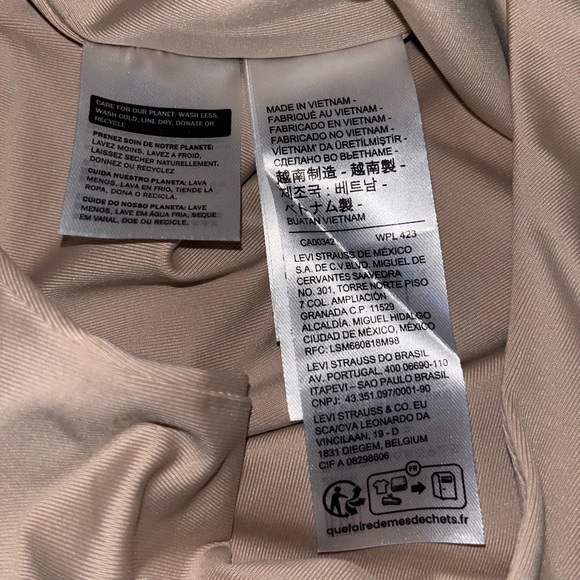 CARE FOR OUR PLANET: WASH LESS,
WASH COLD, LINE DRY, DONATE OR
RECYCLE
PRENEZ SOIN DE NOTRE PLANÈTE:
LAVEZ MOINS, LAVEZ A FROID,
LAISSEZ SÉCHER NATURELLEMENT,
DONNEZ OU RECYCLEZ
CUIDA NUESTRO PLANETA: LAVA
MENOS, LAVA EN FRIO, TIENDE LA
ROPA, DONA O RECICLA.
CUIDE DO NOSSO PLANETA: LAVE
MENOS, LAVE EM ÁGUA FRIA, SEQUE
EM VARAL, DOE OU RECICLE.
MADE IN VIETNAM -
FABRIQUÉ AU VIETNAM -
FABRICADO EN VIETNAM -
FABRICADO NO VIETNAM -
VİETNAM' DA ÜRETİLMİŞTİR -
СДЕЛАНО ВО ВЬЕТНАМЕ -
越南制造 - 越南製 -
제조국 : 베트남 -
ベトナム製 -
BUATAN VIETNAM
CA00342 WPL 423
LEVI STRAUSS DE MÉXICO
S.A. DE C.V.BLVD. MIGUEL DE
CERVANTES SAAVEDRA
NO. 301, TORRE NORTE PISO
7 COL. AMPLIACIÓN
GRANADA C.P. 11529
ALCALDÍA. MIGUEL HIDALGO
CIUDAD DE MÉXICO, MÉXICO
RFC: LSM660818M98
LEVI STRAUSS DO BRASIL
AV. PORTUGAL, 400 06690-110
ITAPEVI – SAO PAULO BRASIL
CNPJ: 43.351.097/0001-90
LEVI STRAUSS & CO. EU
SCA/CVA LEONARDO DA
VINCILAAN, 19 - D
1831 DIEGEM, BELGIUM
CIF A 08298606
FR
quefairedemesdechets.fr